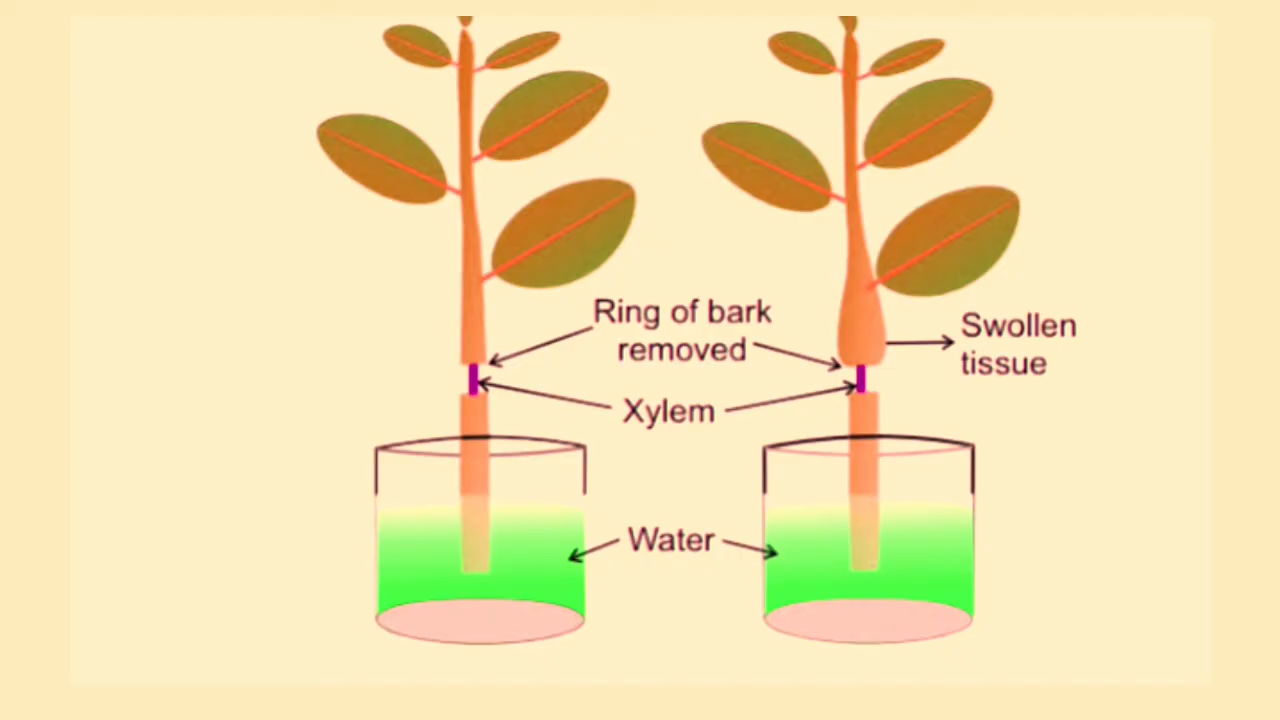 Ring of bark
removed
Swollen
tissue
Xylem
Water